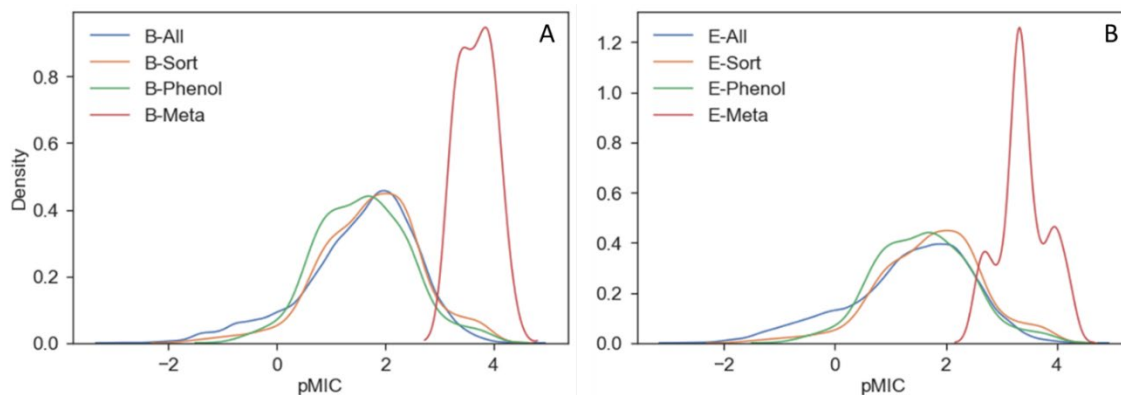 A
B-All
B-Sort
B-Phenol
B-Meta
Density
0.8
0.6
0.4
0.2
0.0
−2
0
2
4
pMIC
B
E-All
E-Sort
E-Phenol
E-Meta
1.2
1.0
0.8
0.6
0.4
0.2
0.0
−2
0
2
4
pMIC